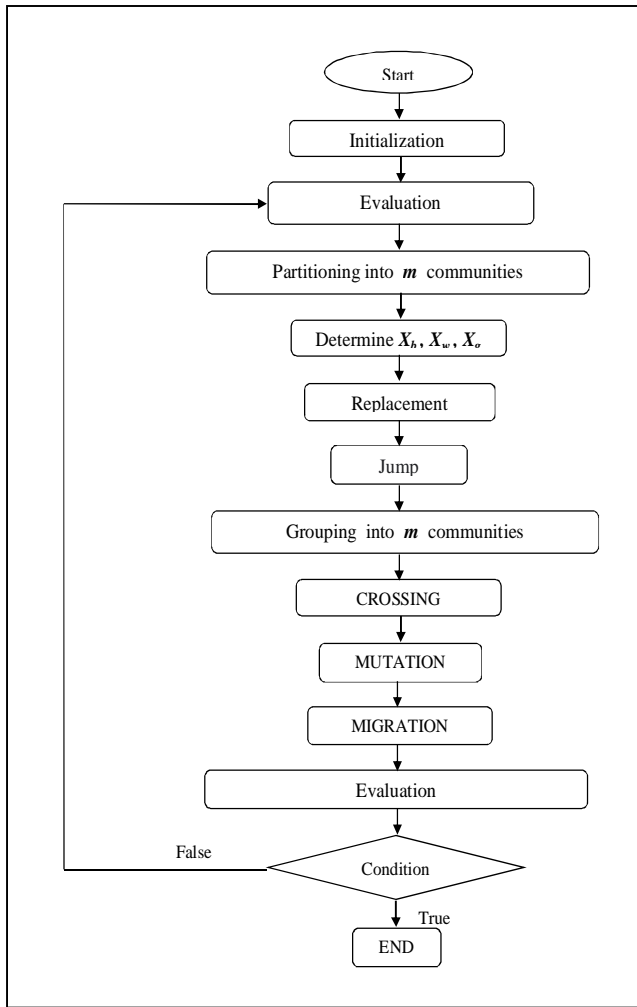 Start
Initialization
Evaluation
Partitioning into m communities
Determine X_b, X_w, X_g
Replacement
Jump
Grouping into m communities
CROSSING
MUTATION
MIGRATION
Evaluation
False
Condition
True
END